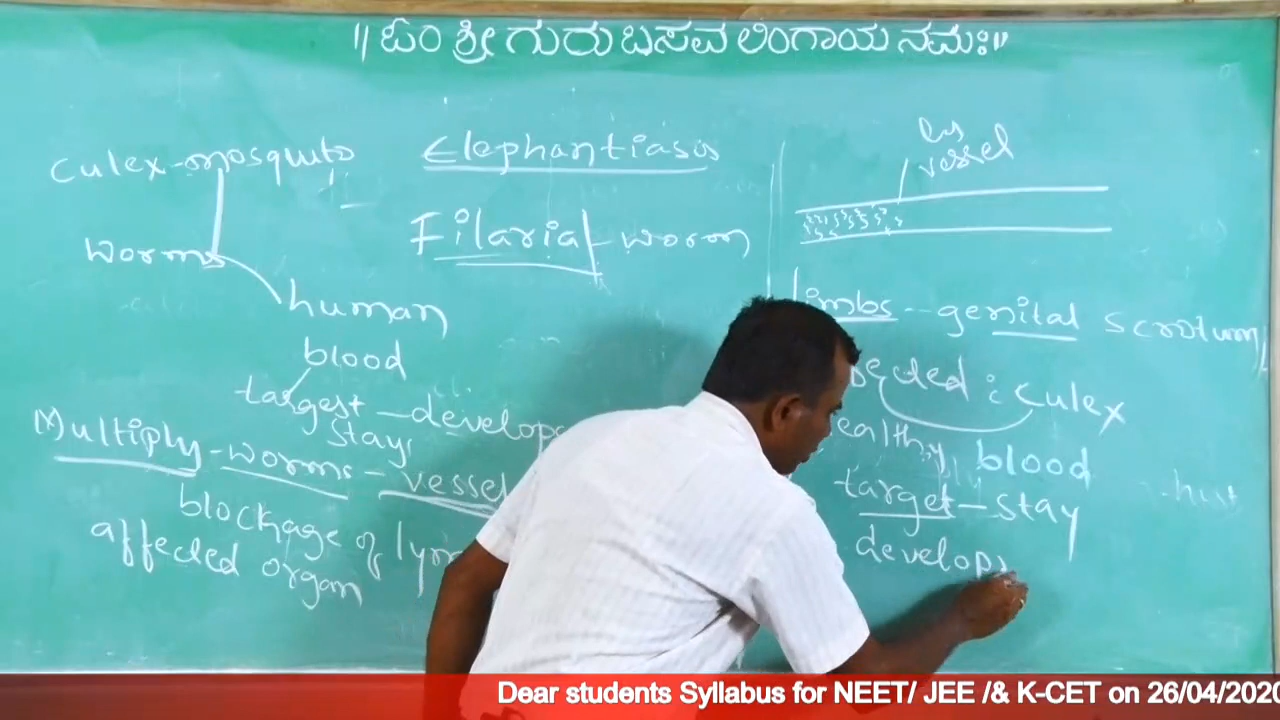 ॥ ಓಂ ಶ್ರೀ ಗುರು ಬಸವ ಲಿಂಗಾಯ ನಮಃ ॥
culex-mosquito
worms
human
blood
target - develops
stays
Multiply - worms - vessel
blockage of lym
affected organ
Elephantiasis
Filarial - worm
vessel
limbs - genital scrotum
ected : culex
ealthy blood
target - stay
develops
Dear students Syllabus for NEET/ JEE /& K-CET on 26/04/2020